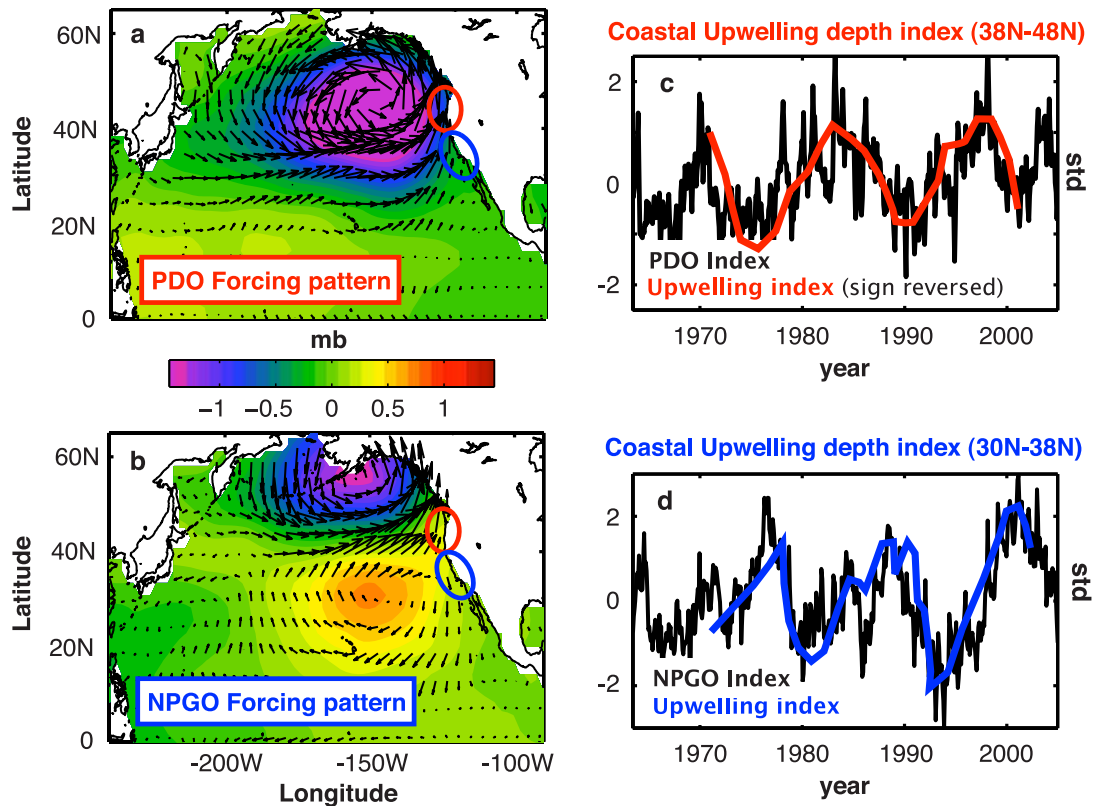 a
60N
40N
20N
0
Latitude
PDO Forcing pattern
mb
−1 −0.5 0 0.5 1
b
60N
40N
20N
0
Latitude
NPGO Forcing pattern
-200W -150W -100W
Longitude
Coastal Upwelling depth index (38N-48N)
c
2
0
-2
std
PDO Index
Upwelling index (sign reversed)
1970 1980 1990 2000
year
Coastal Upwelling depth index (30N-38N)
d
2
0
-2
std
NPGO Index
Upwelling index
1970 1980 1990 2000
year